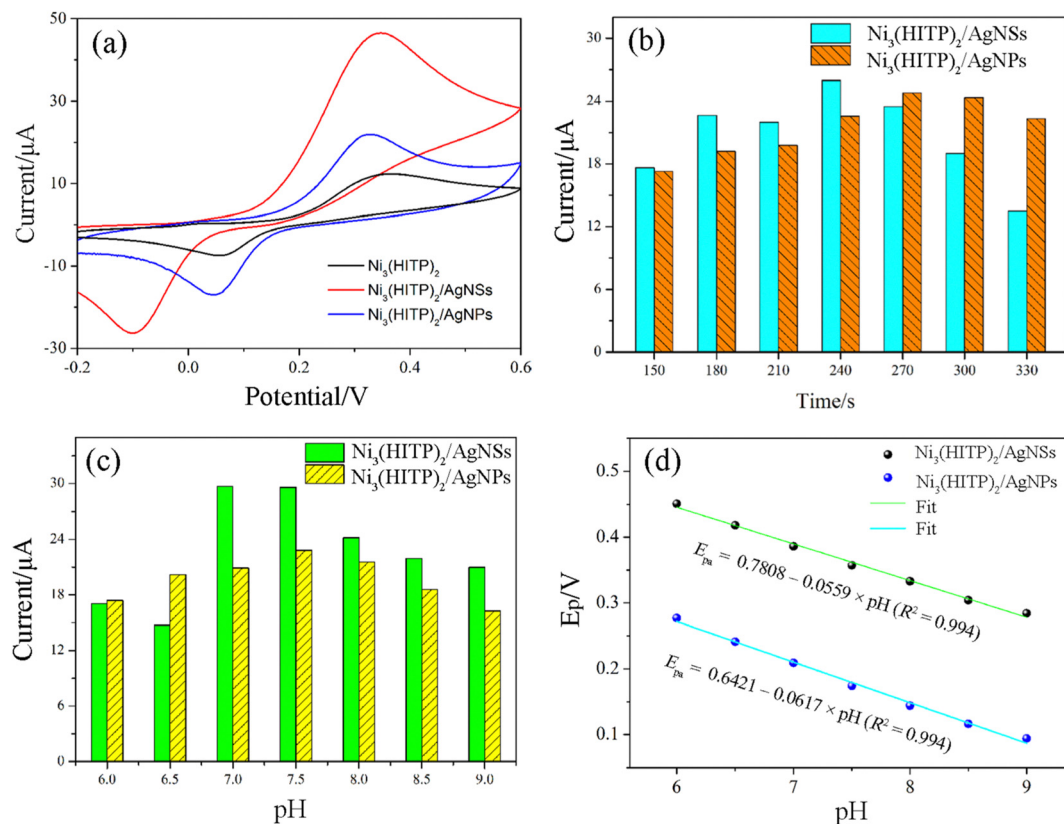 (a)
50
30
10
-10
-30
Current/μA
-0.2
0.0
0.2
0.4
0.6
Potential/V
Ni₃(HITP)₂
Ni₃(HITP)₂/AgNSs
Ni₃(HITP)₂/AgNPs
(b)
Ni₃(HITP)₂/AgNSs
Ni₃(HITP)₂/AgNPs
30
24
18
12
6
0
Current/μA
150
180
210
240
270
300
330
Time/s
(c)
Ni₃(HITP)₂/AgNSs
Ni₃(HITP)₂/AgNPs
30
24
18
12
6
0
Current/μA
6.0
6.5
7.0
7.5
8.0
8.5
9.0
pH
(d)
Ni₃(HITP)₂/AgNSs
Ni₃(HITP)₂/AgNPs
Fit
Fit
0.5
0.4
0.3
0.2
0.1
Ep/V
Epa = 0.7808 − 0.0559 × pH (R² = 0.994)
Epa = 0.6421 − 0.0617 × pH (R² = 0.994)
6
7
8
9
pH